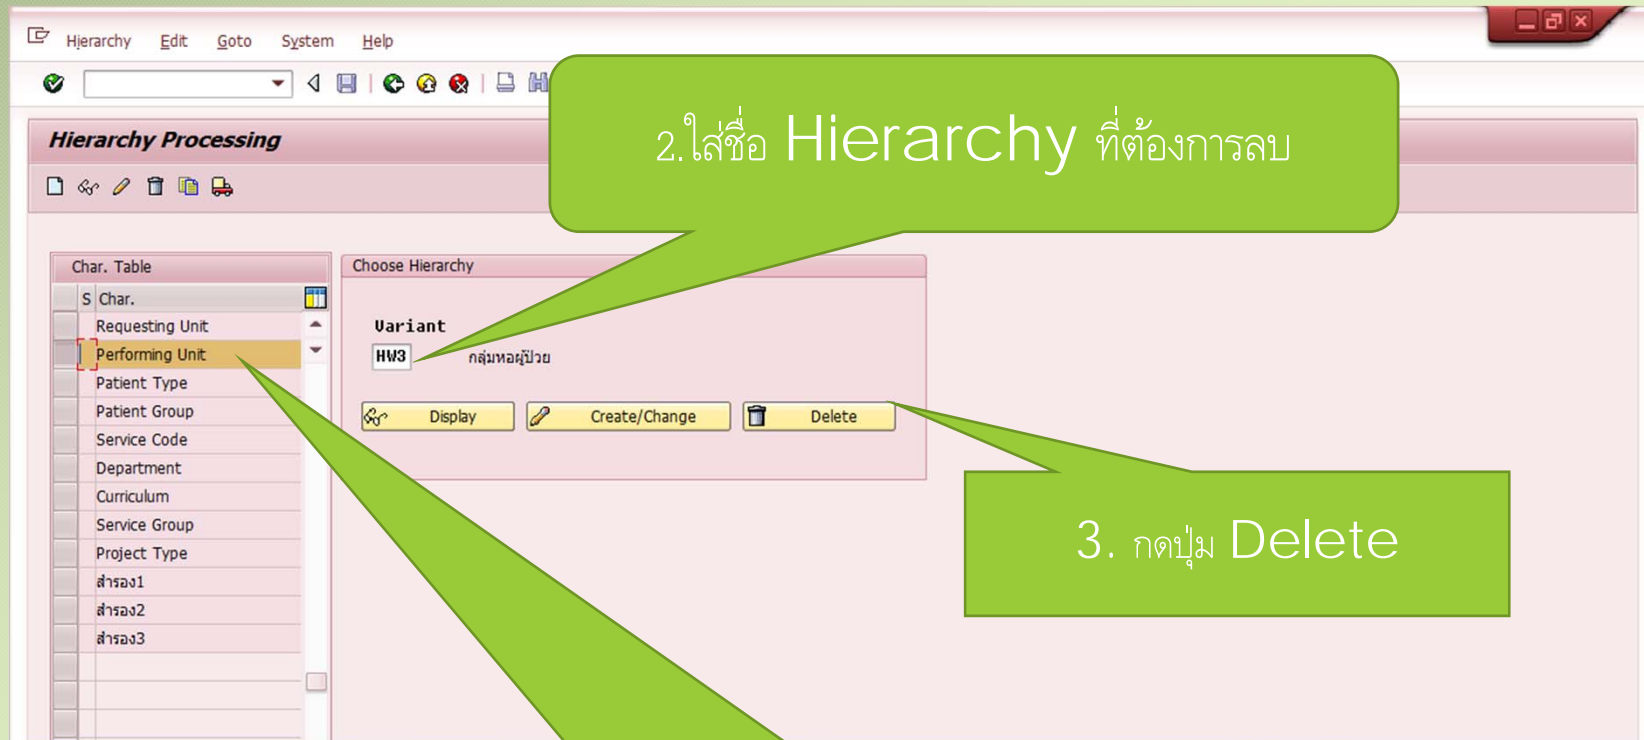 Hierarchy Edit Goto System Help
2.ใส่ชื่อ Hierarchy ที่ต้องการลบ
Hierarchy Processing
Char. Table
S Char.
Requesting Unit
Performing Unit
Patient Type
Patient Group
Service Code
Department
Curriculum
Service Group
Project Type
สำรอง1
สำรอง2
สำรอง3
Choose Hierarchy
Variant
HW3 กลุ่มหอผู้ป่วย
Display Create/Change Delete
3. กดปุ่ม Delete